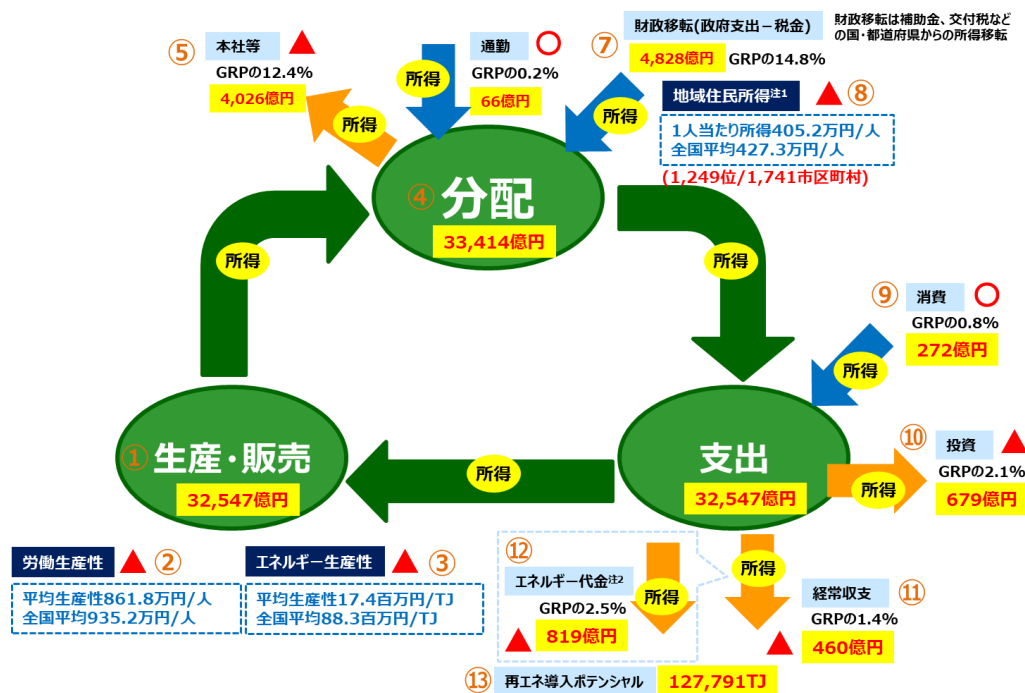 ⑤ 本社等 ▲
GRPの12.4%
4,026億円
所得
通勤 ○
GRPの0.2%
66億円
所得
⑦ 財政移転(政府支出－税金)
4,828億円 GRPの14.8%
所得
財政移転は補助金、交付税など
の国・都道府県からの所得移転
地域住民所得注1 ▲ ⑧
1人当たり所得405.2万円/人
全国平均427.3万円/人
(1,249位/1,741市区町村)
④ 分配
33,414億円
所得
所得
⑨ 消費 ○
GRPの0.8%
272億円
所得
① 生産・販売
32,547億円
所得
支出
32,547億円
⑩ 投資 ▲
GRPの2.1%
679億円
所得
労働生産性 ▲ ②
平均生産性861.8万円/人
全国平均935.2万円/人
エネルギー生産性 ▲ ③
平均生産性17.4百万円/TJ
全国平均88.3百万円/TJ
⑫
エネルギー代金注2
GRPの2.5%
▲ 819億円
所得
所得
経常収支 ⑪
GRPの1.4%
▲ 460億円
⑬ 再エネ導入ポテンシャル 127,791TJ